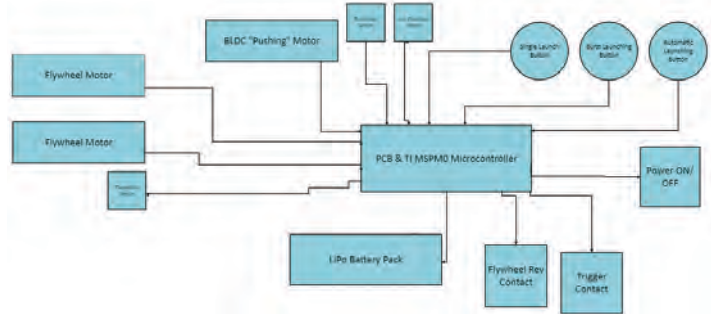 BLDC "Pushing" Motor
Single Launch
Button
Burst Launching
Button
Automatic
Launching
Button
Flywheel Motor
Flywheel Motor
PCB & TI MSPM0 Microcontroller
Power ON/
OFF
LiPo Battery Pack
Flywheel Rev
Contact
Trigger
Contact